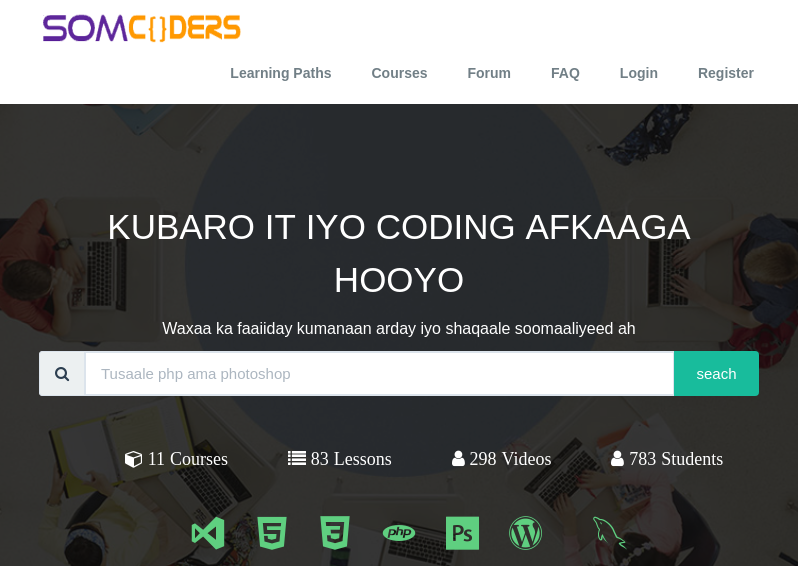 SOMC{}DERS
Learning Paths Courses Forum FAQ Login Register
KUBARO IT IYO CODING AFKAAGA
HOOYO
Waxaa ka faaiiday kumanaan arday iyo shaqaale soomaaliyeed ah
Tusaale php ama photoshop seach
11 Courses 83 Lessons 298 Videos 783 Students
5 3 php Ps W